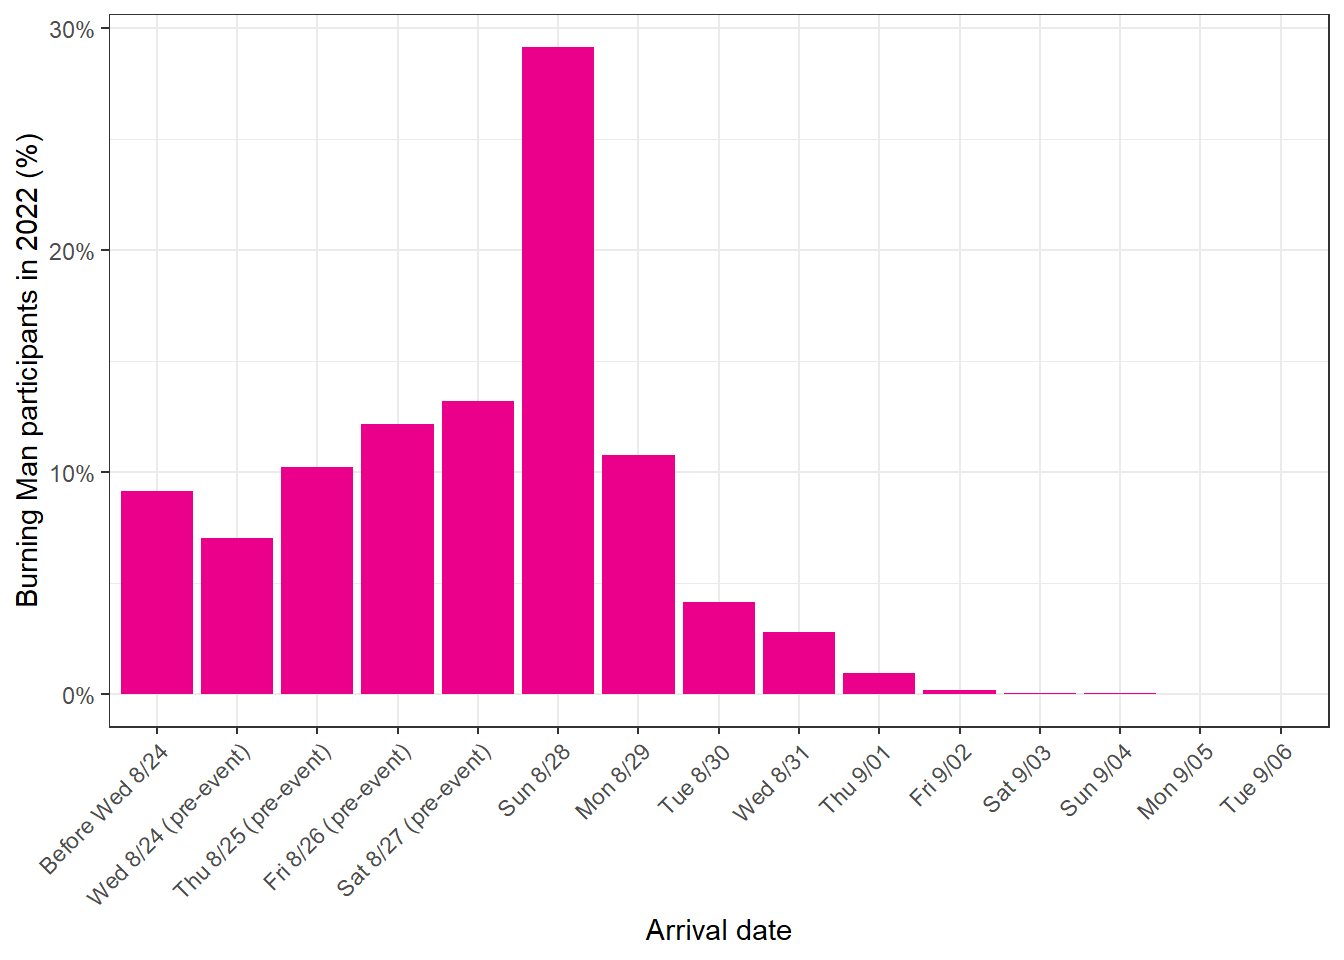 Burning Man participants in 2022 (%)
30%
20%
10%
0%
Before Wed 8/24
Wed 8/24 (pre-event)
Thu 8/25 (pre-event)
Fri 8/26 (pre-event)
Sat 8/27 (pre-event)
Sun 8/28
Mon 8/29
Tue 8/30
Wed 8/31
Thu 9/01
Fri 9/02
Sat 9/03
Sun 9/04
Mon 9/05
Tue 9/06
Arrival date